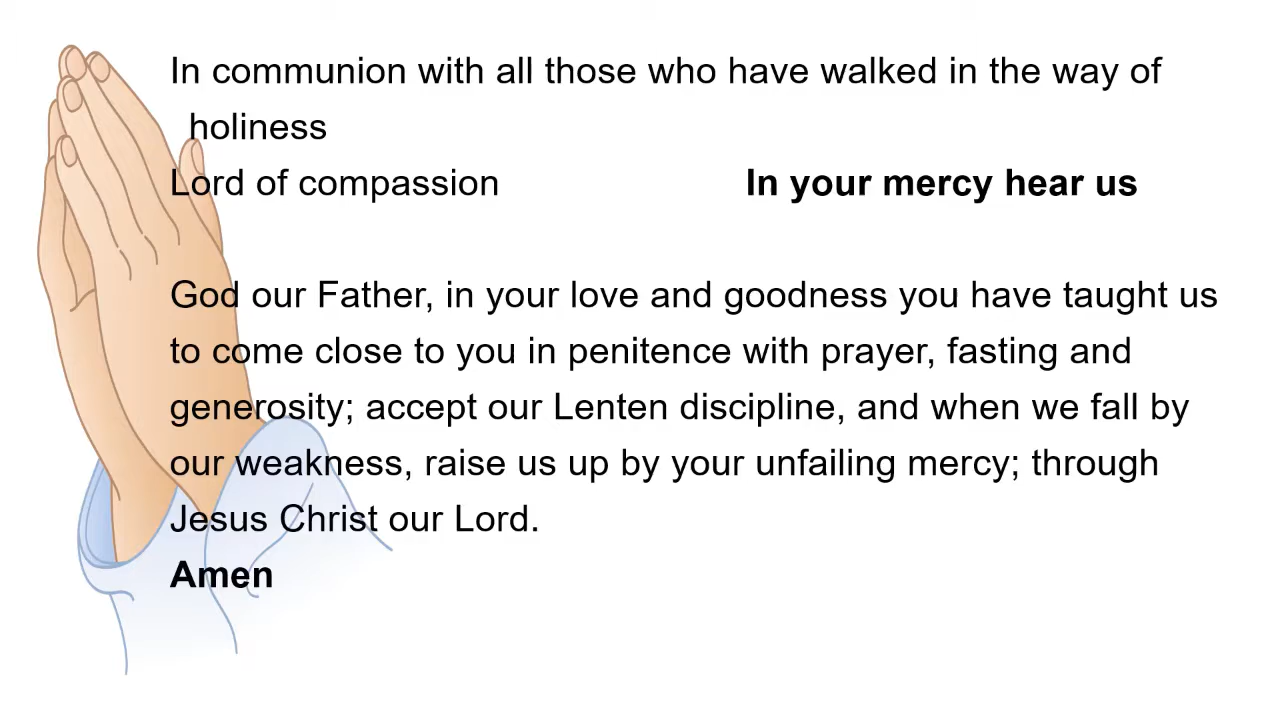 In communion with all those who have walked in the way of
holiness
Lord of compassion In your mercy hear us
God our Father, in your love and goodness you have taught us
to come close to you in penitence with prayer, fasting and
generosity; accept our Lenten discipline, and when we fall by
our weakness, raise us up by your unfailing mercy; through
Jesus Christ our Lord.
Amen